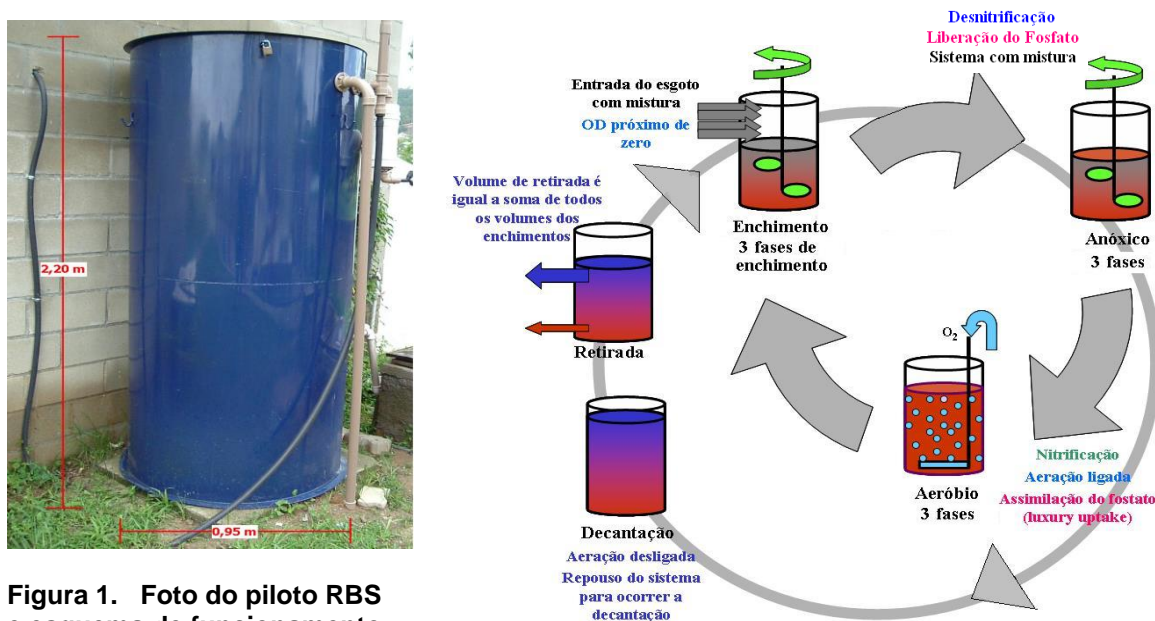 2,20 m
0,95 m
Figura 1. Foto do piloto RBS
Desnitrificação
Liberação do Fosfato
Sistema com mistura
Entrada do esgoto
com mistura
OD próximo de
zero
Volume de retirada é
igual a soma de todos
os volumes dos
enchimentos
Enchimento
3 fases de
enchimento
Anóxico
3 fases
Retirada
O₂
Nitrificação
Aeração ligada
Assimilação do fostato
(luxury uptake)
Aeróbio
3 fases
Decantação
Aeração desligada
Repouso do sistema
para ocorrer a
decantação